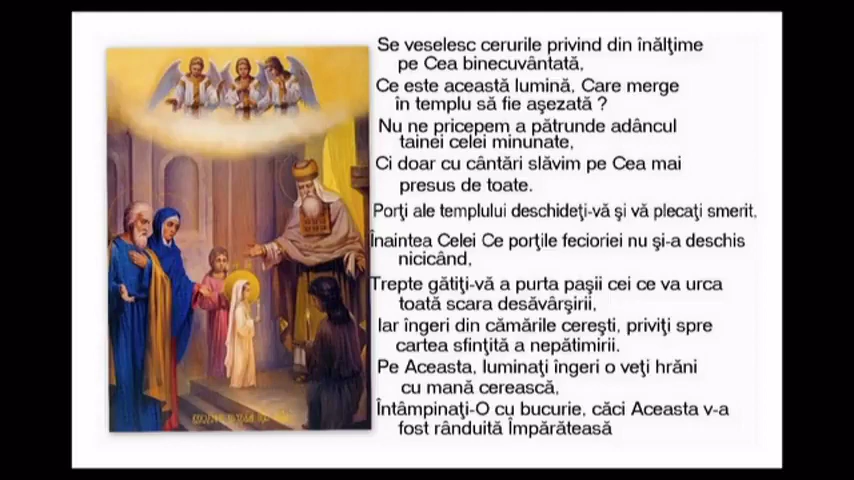 Se veselesc cerurile privind din înălţime
pe Cea binecuvântată,
Ce este această lumină, Care merge
în templu să fie aşezată ?
Nu ne pricepem a pătrunde adâncul
tainei celei minunate,
Ci doar cu cântări slăvim pe Cea mai
presus de toate.
Porţi ale templului deschideţi-vă şi vă plecaţi smerit,
Înaintea Celei Ce porţile fecioriei nu şi-a deschis
nicicând,
Trepte gătiţi-vă a purta paşii cei ce va urca
toată scara desăvârşirii,
Iar îngeri din cămările cereşti, priviţi spre
cartea sfinţită a nepătimirii.
Pe Aceasta, luminaţi îngeri o veţi hrăni
cu mană cerească,
Întâmpinaţi-O cu bucurie, căci Aceasta v-a
fost rânduită Împărăteasă